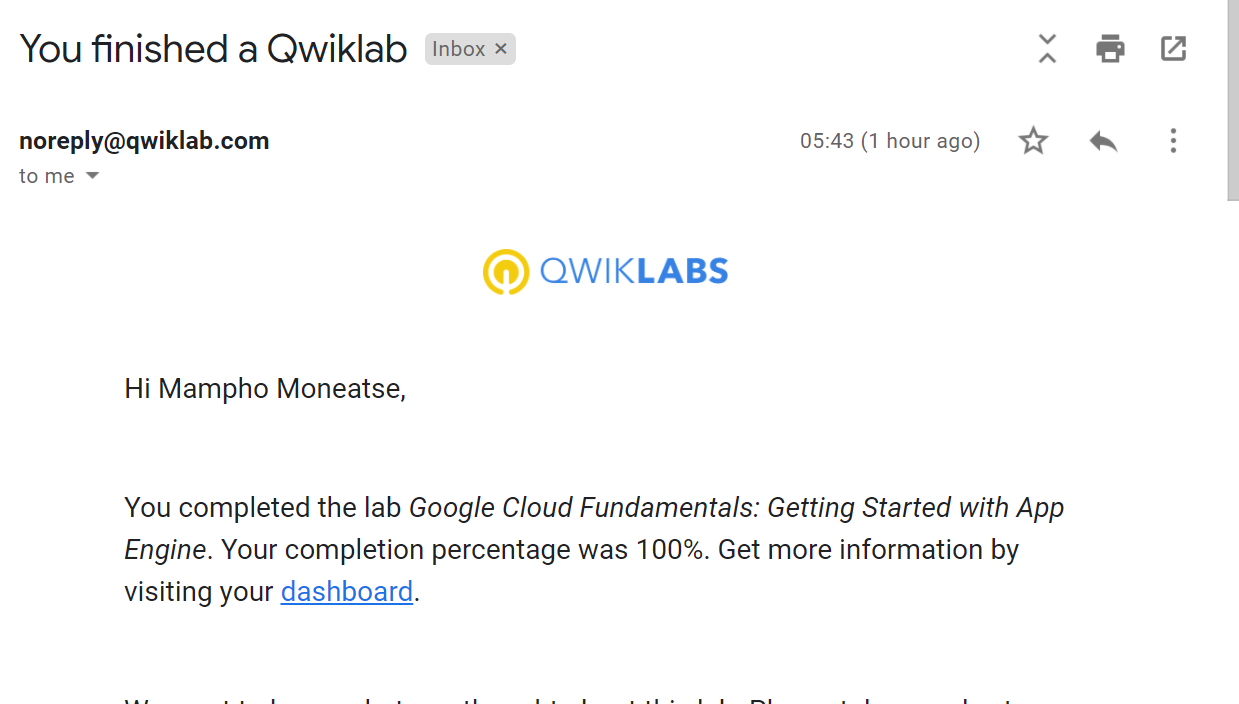 You finished a Qwiklab Inbox ×
noreply@qwiklab.com 05:43 (1 hour ago)
to me
QWIKLABS
Hi Mampho Moneatse,
You completed the lab Google Cloud Fundamentals: Getting Started with App
Engine. Your completion percentage was 100%. Get more information by
visiting your dashboard.